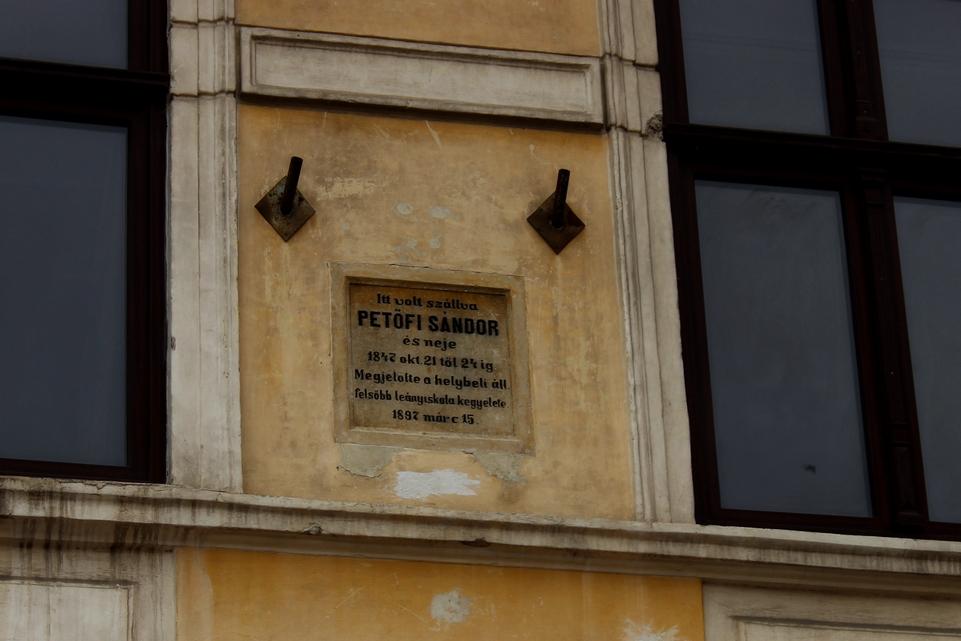 Itt volt szállva
PETŐFI SÁNDOR
és neje
1847 okt. 21 től 24 ig
Megjelölte a helybeli áll.
felsőbb leányiskola kegyelete
1897 márc 15.